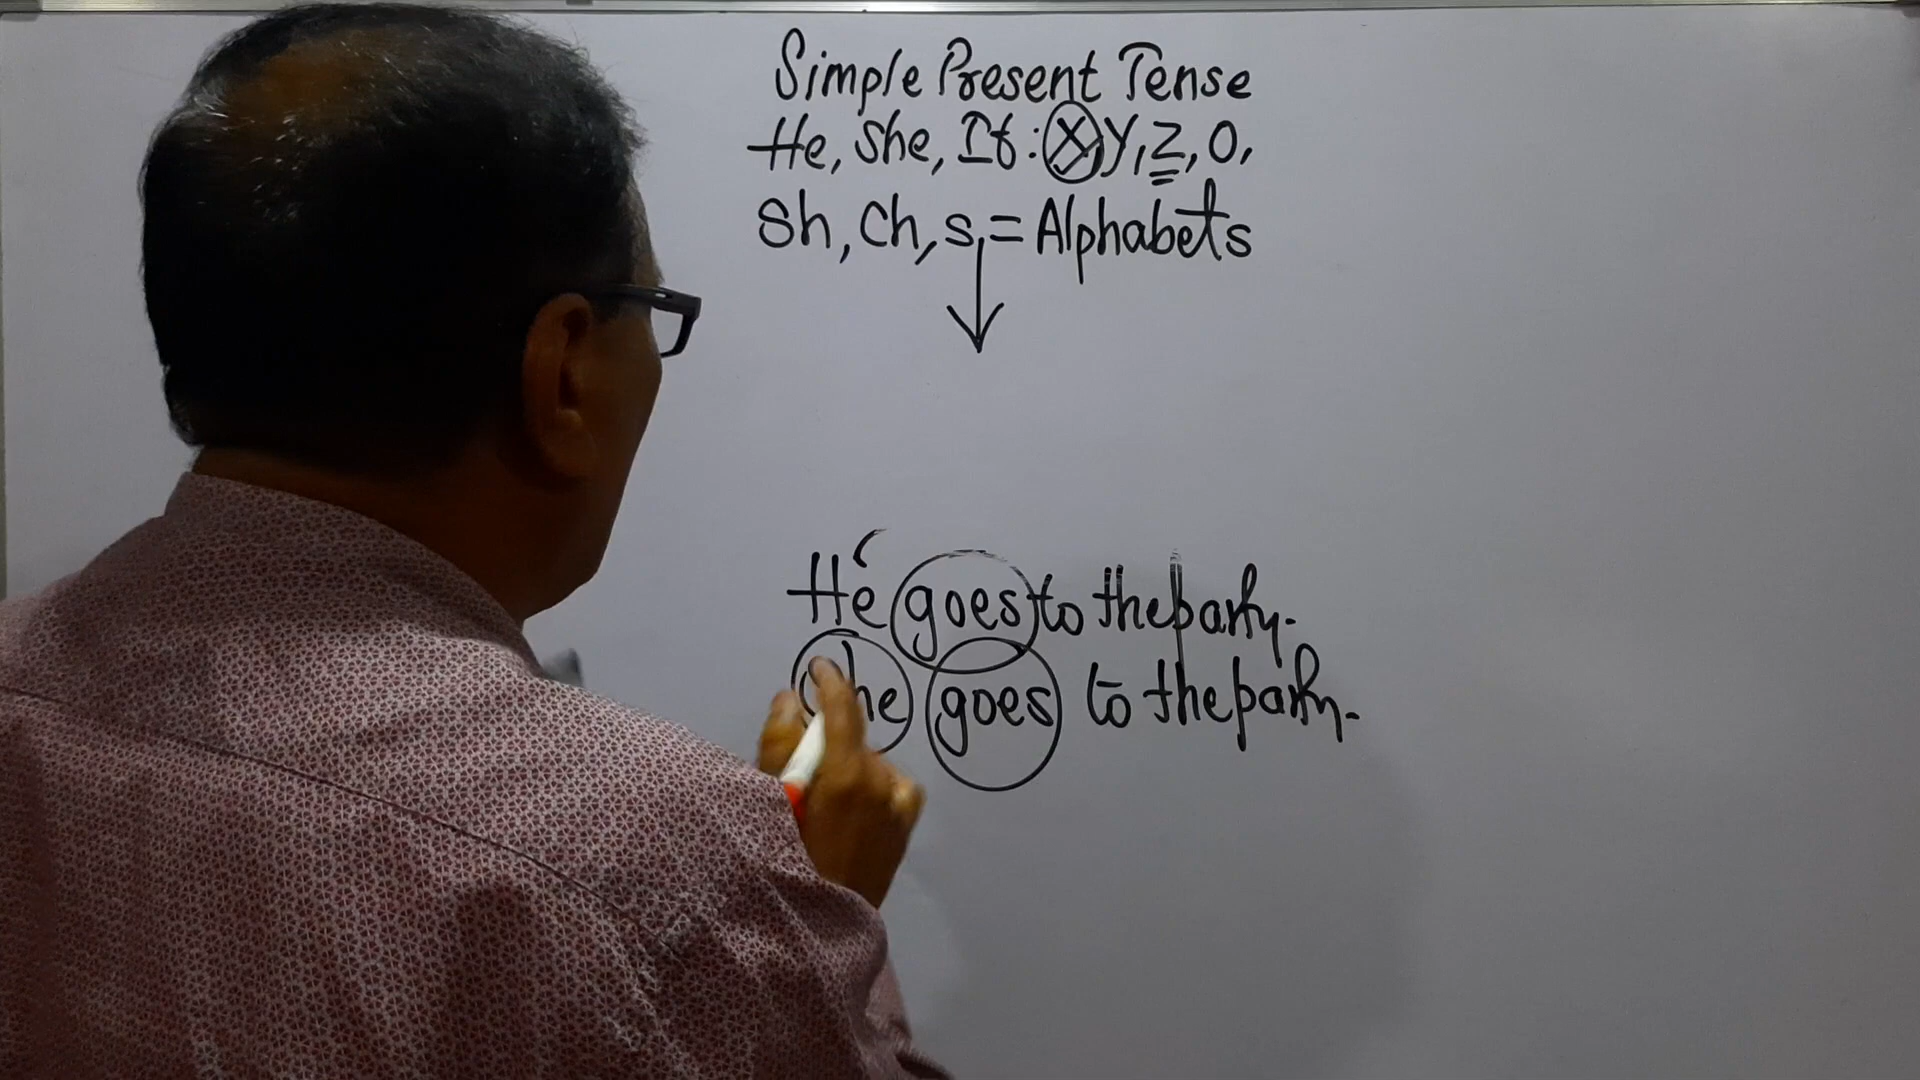 Simple Present Tense
He, She, It : X, Y, Z, O,
Sh, Ch, s, = Alphabets
He goes to the party.
She goes to the party.